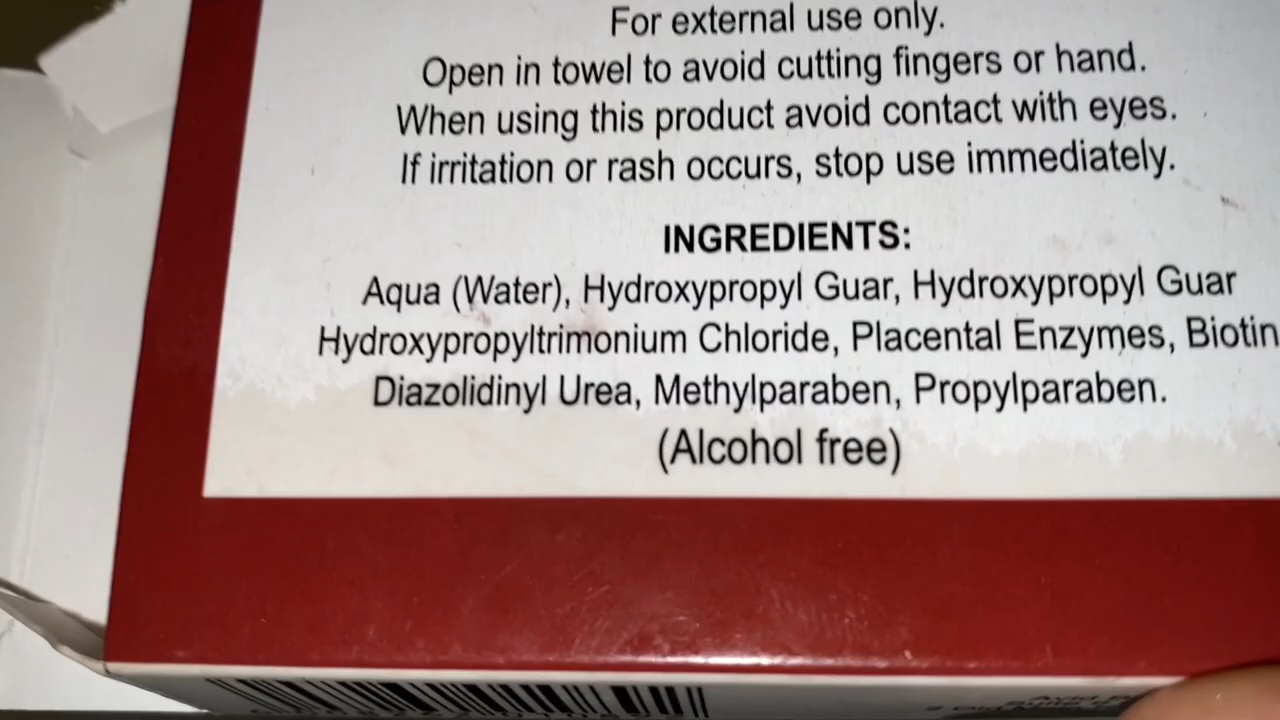 For external use only.
Open in towel to avoid cutting fingers or hand.
When using this product avoid contact with eyes.
If irritation or rash occurs, stop use immediately.
INGREDIENTS:
Aqua (Water), Hydroxypropyl Guar, Hydroxypropyl Guar
Hydroxypropyltrimonium Chloride, Placental Enzymes, Biotin
Diazolidinyl Urea, Methylparaben, Propylparaben.
(Alcohol free)